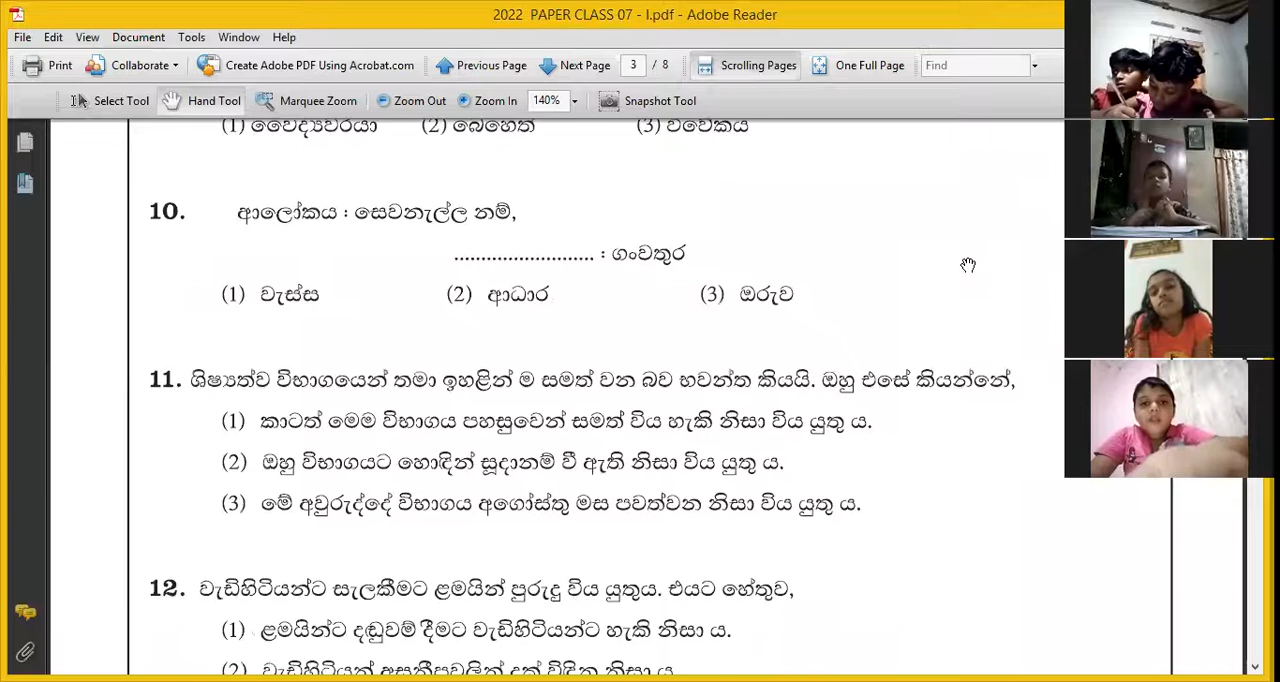 2022 PAPER CLASS 07 - I.pdf - Adobe Reader
File Edit View Document Tools Window Help
Print Collaborate Create Adobe PDF Using Acrobat.com Previous Page Next Page 3 / 8 Scrolling Pages One Full Page Find
Select Tool Hand Tool Marquee Zoom Zoom Out Zoom In 140% Snapshot Tool
(1) වෛද්‍යවරයා (2) බෙහෙත් (3) විවේකය
10. ආලෝකය : සෙවනැල්ල නම්,
.......................... : ගංවතුර
(1) වැස්ස (2) ආධාර (3) ඔරුව
11. ශිෂ්‍යත්ව විභාගයෙන් තමා ඉහළින් ම සමත් වන බව භවන්ත කියයි. ඔහු එසේ කියන්නේ,
(1) කාටත් මෙම විභාගය පහසුවෙන් සමත් විය හැකි නිසා විය යුතු ය.
(2) ඔහු විභාගයට හොඳින් සූදානම් වී ඇති නිසා විය යුතු ය.
(3) මේ අවුරුද්දේ විභාගය අගෝස්තු මස පවත්වන නිසා විය යුතු ය.
12. වැඩිහිටියන්ට සැලකීමට ළමයින් පුරුදු විය යුතුය. එයට හේතුව,
(1) ළමයින්ට දඬුවම් දීමට වැඩිහිටියන්ට හැකි නිසා ය.
(2) වැඩිහිටියන් අසනීපවලින් දුක් විඳින නිසා ය.